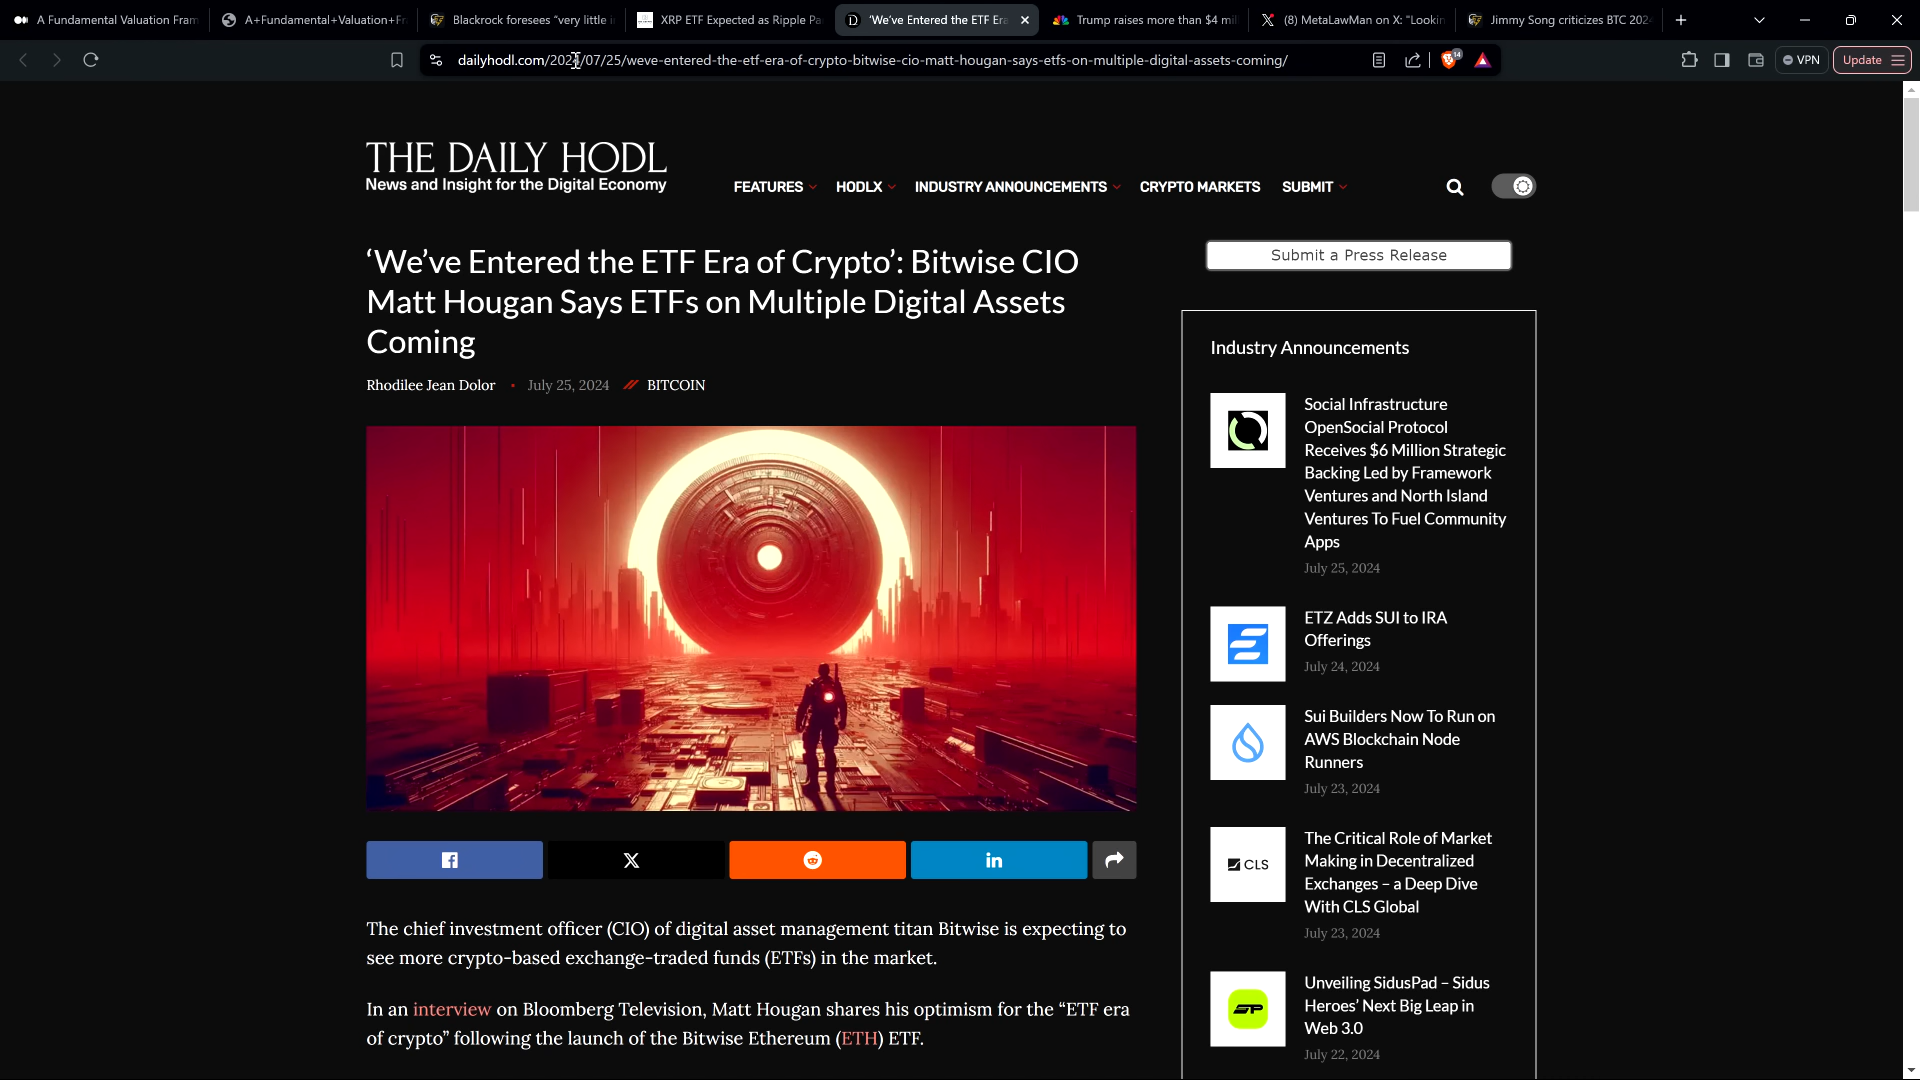 A Fundamental Valuation Fram
A+Fundamental+Valuation+Fr
Blackrock foresees "very little i
XRP ETF Expected as Ripple Pa
'We've Entered the ETF Era
Trump raises more than $4 mil
(8) MetaLawMan on X: "Lookin
Jimmy Song criticizes BTC 2024
dailyhodl.com/2024/07/25/weve-entered-the-etf-era-of-crypto-bitwise-cio-matt-hougan-says-etfs-on-multiple-digital-assets-coming/
14
VPN
Update
THE DAILY HODL
News and Insight for the Digital Economy
FEATURES
HODLX
INDUSTRY ANNOUNCEMENTS
CRYPTO MARKETS
SUBMIT
‘We’ve Entered the ETF Era of Crypto’: Bitwise CIO
Matt Hougan Says ETFs on Multiple Digital Assets
Coming
Rhodilee Jean Dolor • July 25, 2024 // BITCOIN
The chief investment officer (CIO) of digital asset management titan Bitwise is expecting to
see more crypto-based exchange-traded funds (ETFs) in the market.
In an interview on Bloomberg Television, Matt Hougan shares his optimism for the “ETF era
of crypto” following the launch of the Bitwise Ethereum (ETH) ETF.
Submit a Press Release
Industry Announcements
Social Infrastructure
OpenSocial Protocol
Receives $6 Million Strategic
Backing Led by Framework
Ventures and North Island
Ventures To Fuel Community
Apps
July 25, 2024
ETZ Adds SUI to IRA
Offerings
July 24, 2024
Sui Builders Now To Run on
AWS Blockchain Node
Runners
July 23, 2024
CLS
The Critical Role of Market
Making in Decentralized
Exchanges – a Deep Dive
With CLS Global
July 23, 2024
SP
Unveiling SidusPad – Sidus
Heroes’ Next Big Leap in
Web 3.0
July 22, 2024